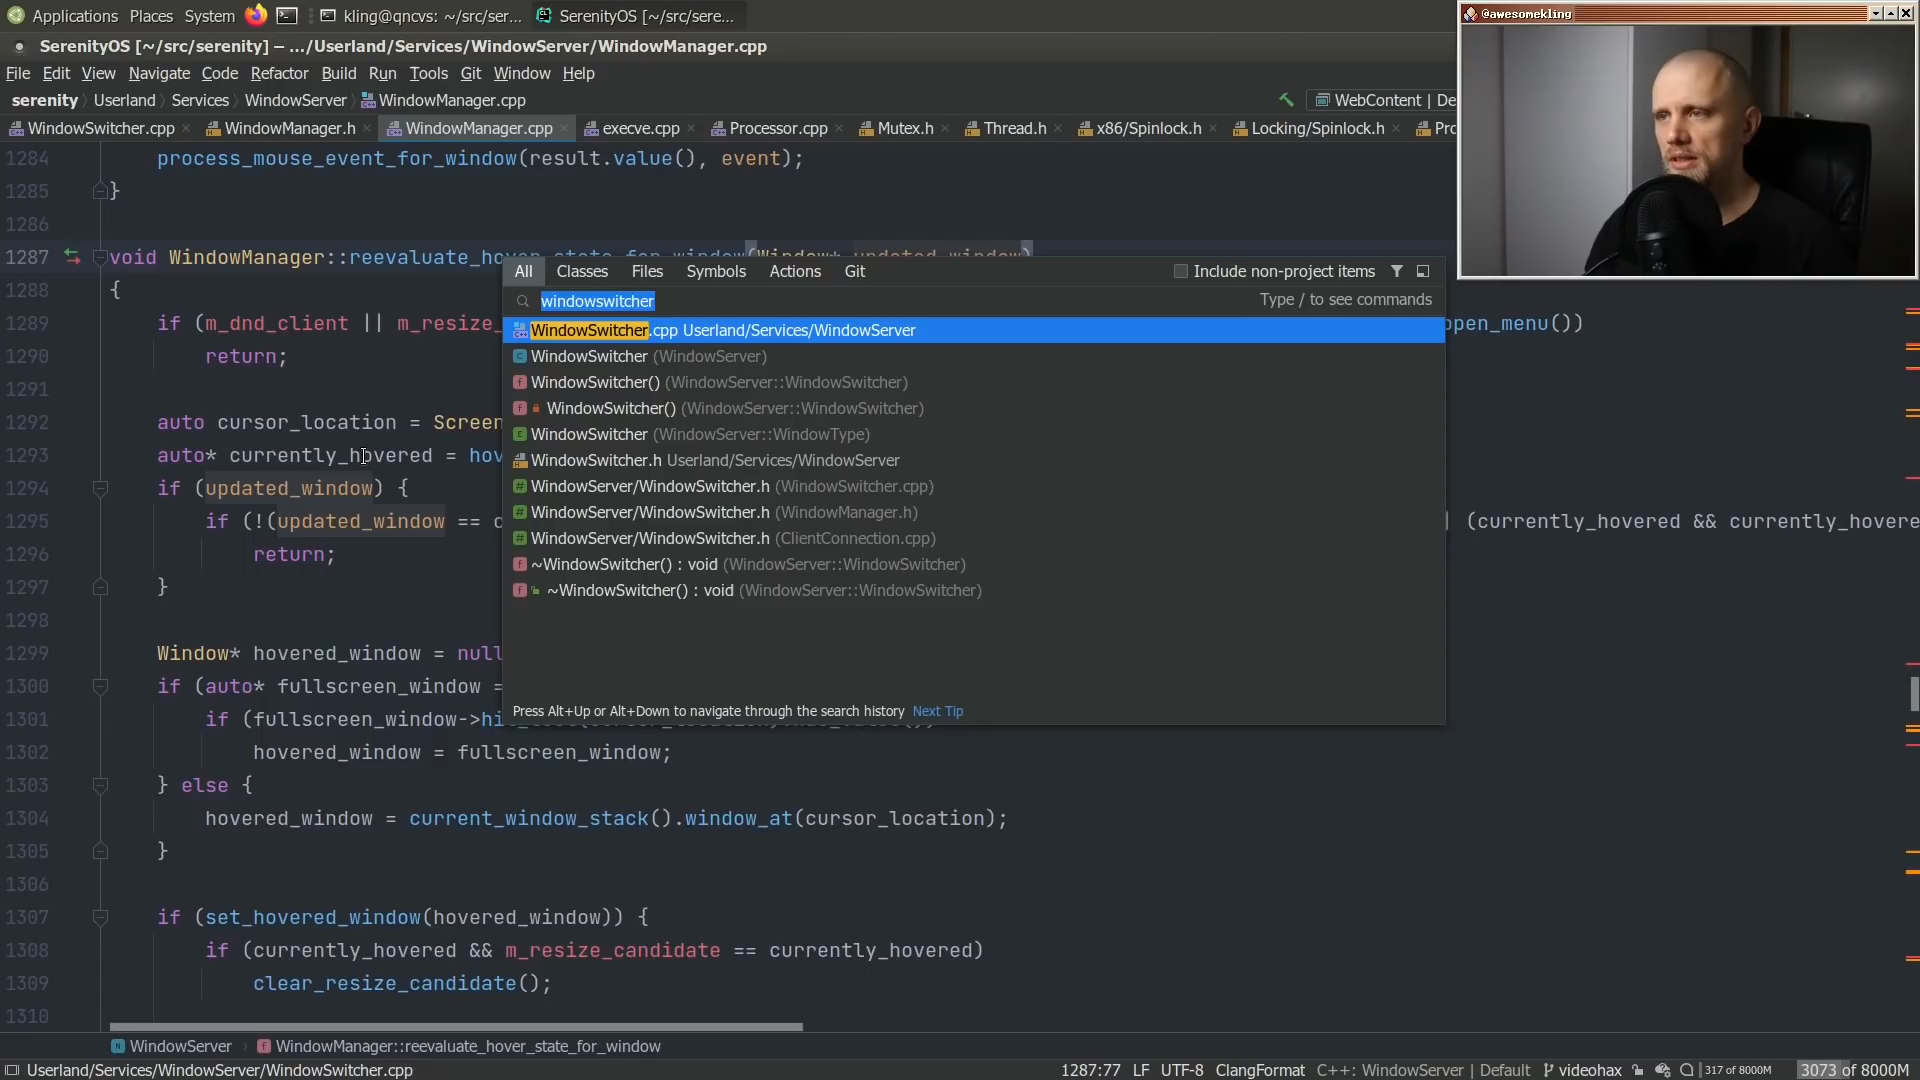 Applications Places System kling@qncvs: ~/src/ser... SerenityOS [~/src/sere...
@awesomekling
SerenityOS [~/src/serenity] – .../Userland/Services/WindowServer/WindowManager.cpp
File Edit View Navigate Code Refactor Build Run Tools Git Window Help
serenity Userland Services WindowServer WindowManager.cpp WebContent | De
WindowSwitcher.cpp WindowManager.h WindowManager.cpp execve.cpp Processor.cpp Mutex.h Thread.h x86/Spinlock.h Locking/Spinlock.h Pro
1284 process_mouse_event_for_window(result.value(), event);
1285 }
1286
1287 void WindowManager::reevaluate_hover_state_for_window(Window* updated_window)
All Classes Files Symbols Actions Git Include non-project items
1288 {
windowswitcher Type / to see commands
1289 if (m_dnd_client || m_resize_ open_menu())
WindowSwitcher.cpp Userland/Services/WindowServer
1290 return;
WindowSwitcher (WindowServer)
WindowSwitcher() (WindowServer::WindowSwitcher)
1291
WindowSwitcher() (WindowServer::WindowSwitcher)
1292 auto cursor_location = Screen
WindowSwitcher (WindowServer::WindowType)
1293 auto* currently_hovered = hov
WindowSwitcher.h Userland/Services/WindowServer
1294 if (updated_window) {
WindowServer/WindowSwitcher.h (WindowSwitcher.cpp)
WindowServer/WindowSwitcher.h (WindowManager.h)
1295 if (!(updated_window == c (currently_hovered && currently_hovere
WindowServer/WindowSwitcher.h (ClientConnection.cpp)
1296 return;
~WindowSwitcher() : void (WindowServer::WindowSwitcher)
1297 }
~WindowSwitcher() : void (WindowServer::WindowSwitcher)
1298
1299 Window* hovered_window = null
1300 if (auto* fullscreen_window =
Press Alt+Up or Alt+Down to navigate through the search history Next Tip
1301 if (fullscreen_window->hi
1302 hovered_window = fullscreen_window;
1303 } else {
1304 hovered_window = current_window_stack().window_at(cursor_location);
1305 }
1306
1307 if (set_hovered_window(hovered_window)) {
1308 if (currently_hovered && m_resize_candidate == currently_hovered)
1309 clear_resize_candidate();
1310
WindowServer WindowManager::reevaluate_hover_state_for_window
Userland/Services/WindowServer/WindowSwitcher.cpp 1287:77 LF UTF-8 ClangFormat C++: WindowServer | Default videohax 317 of 8000M 3073 of 8000M